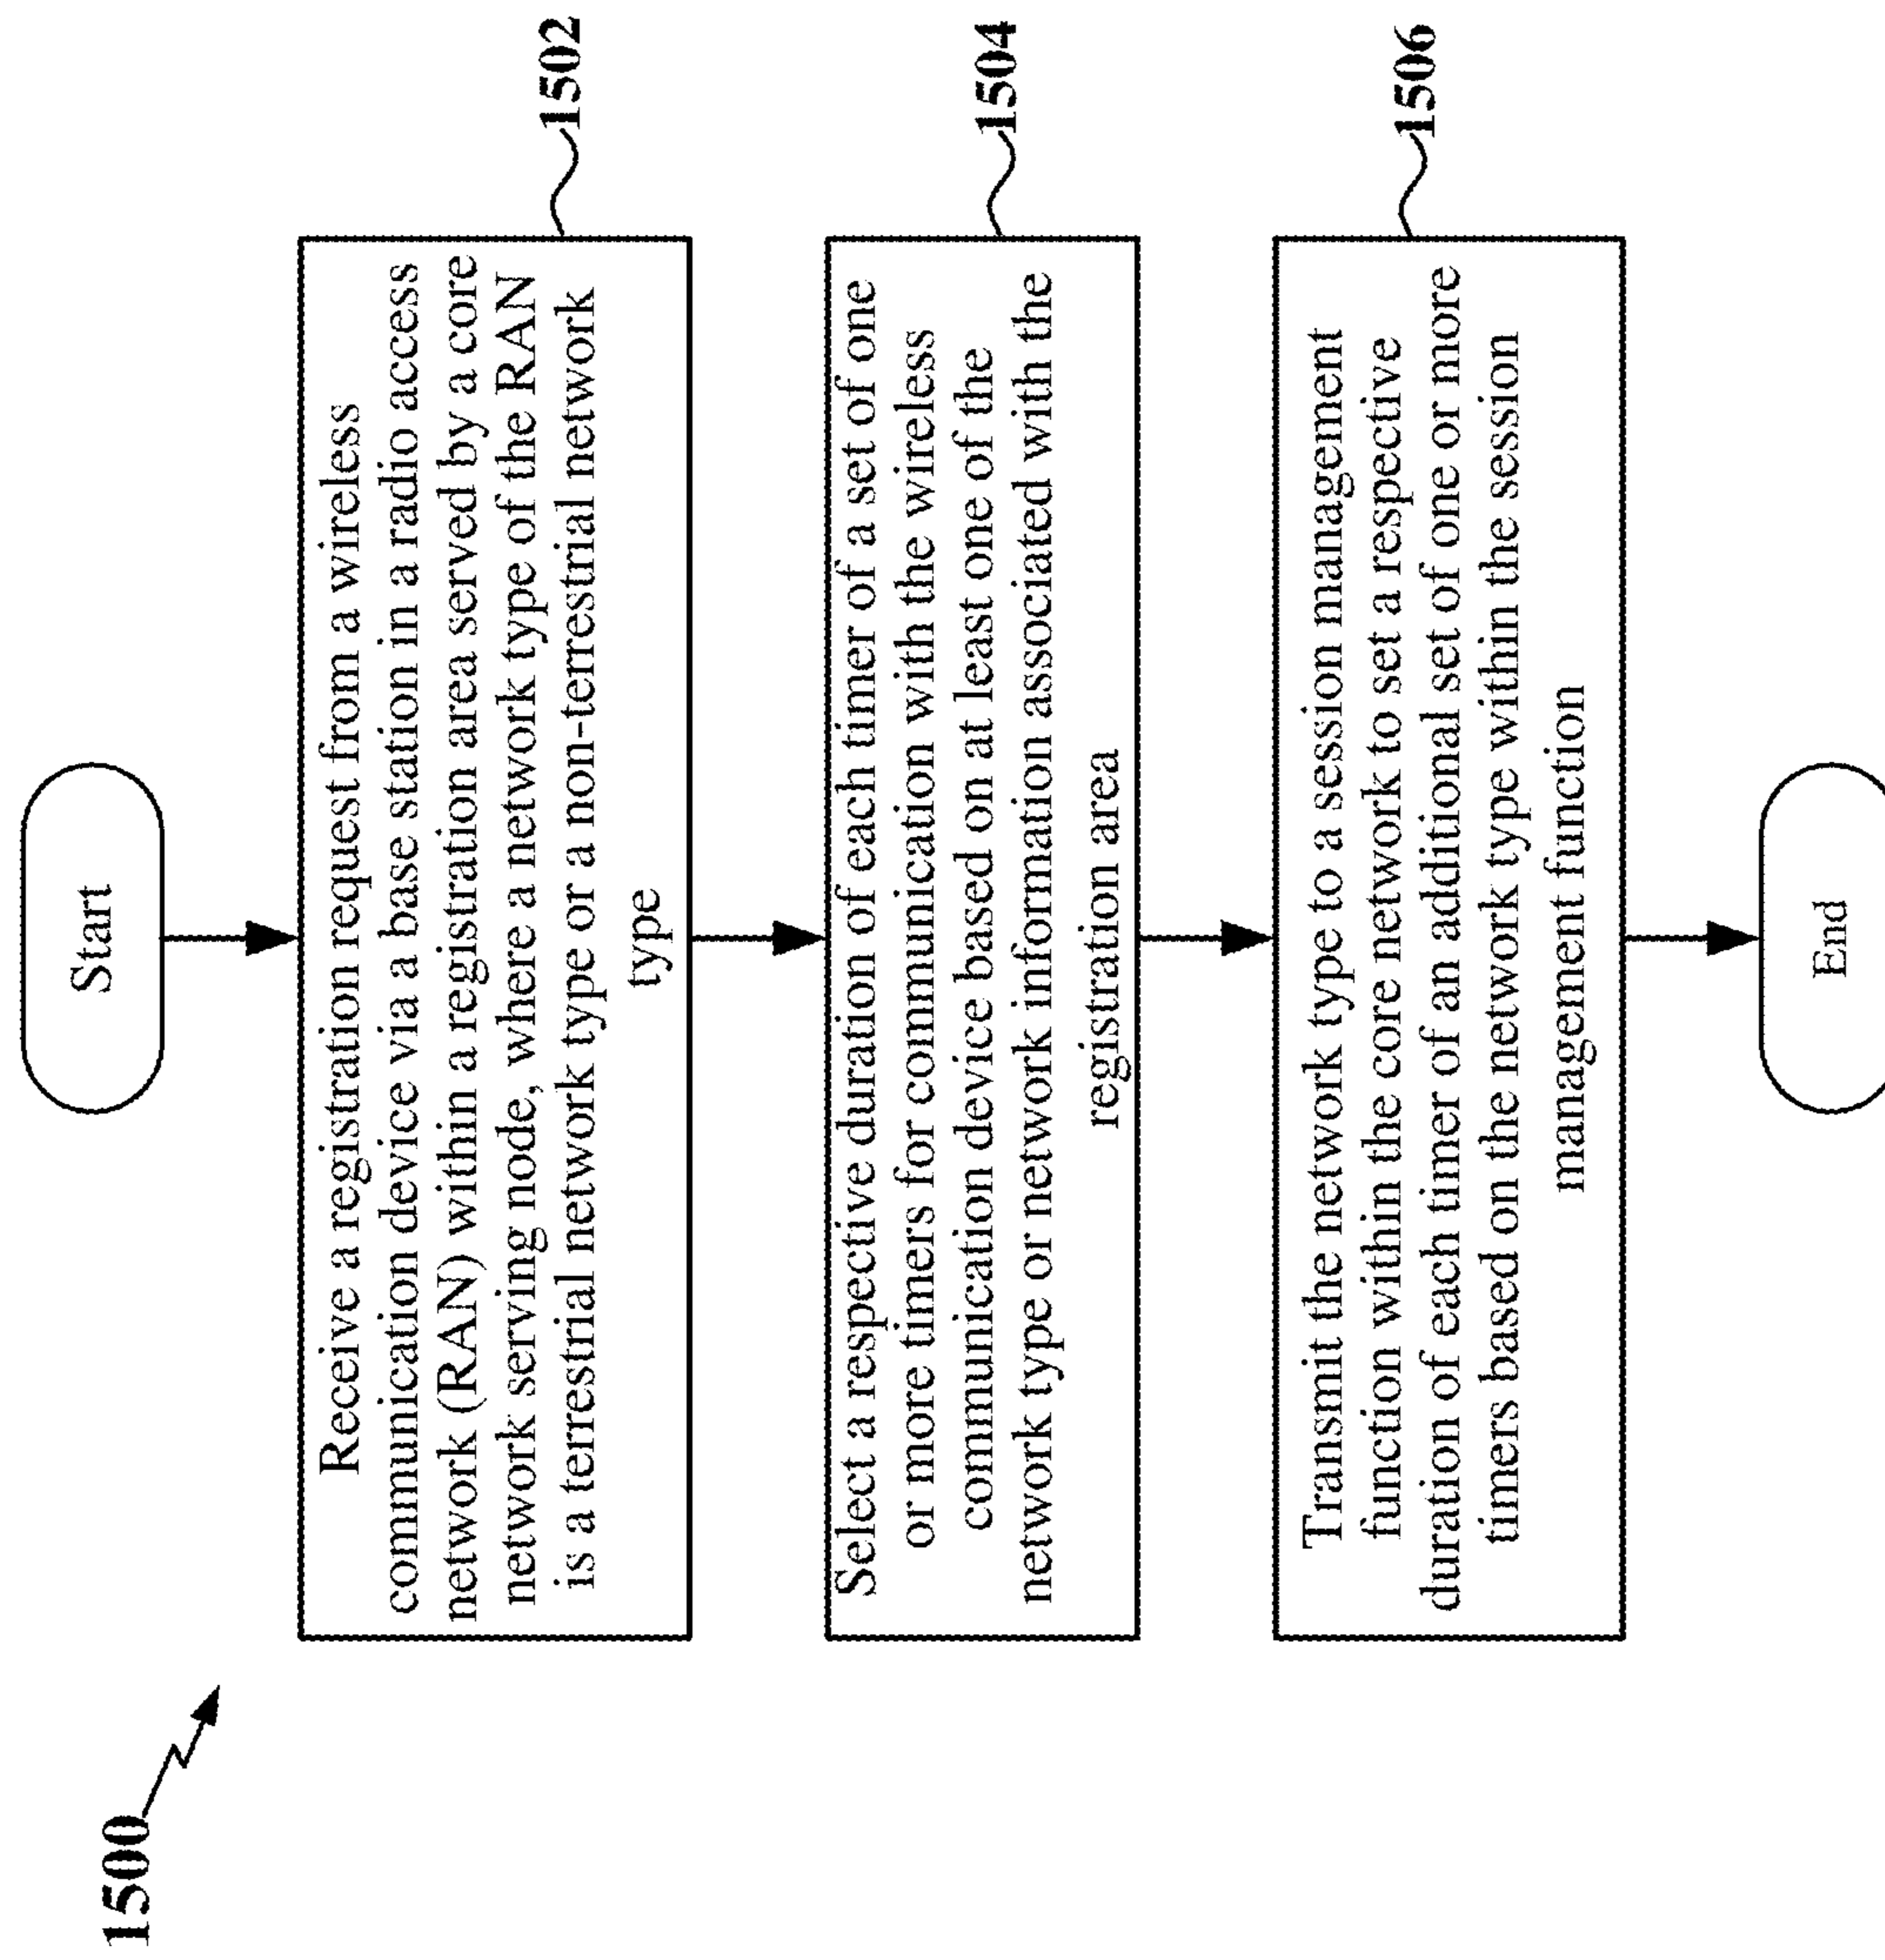 1500
Start
Receive a registration request from a wireless
communication device via a base station in a radio access
network (RAN) within a registration area served by a core
network serving node, where a network type of the RAN
is a terrestrial network type or a non-terrestrial network
type
1502
Select a respective duration of each timer of a set of one
or more timers for communication with the wireless
communication device based on at least one of the
network type or network information associated with the
registration area
1504
Transmit the network type to a session management
function within the core network to set a respective
duration of each timer of an additional set of one or more
timers based on the network type within the session
management function
1506
End